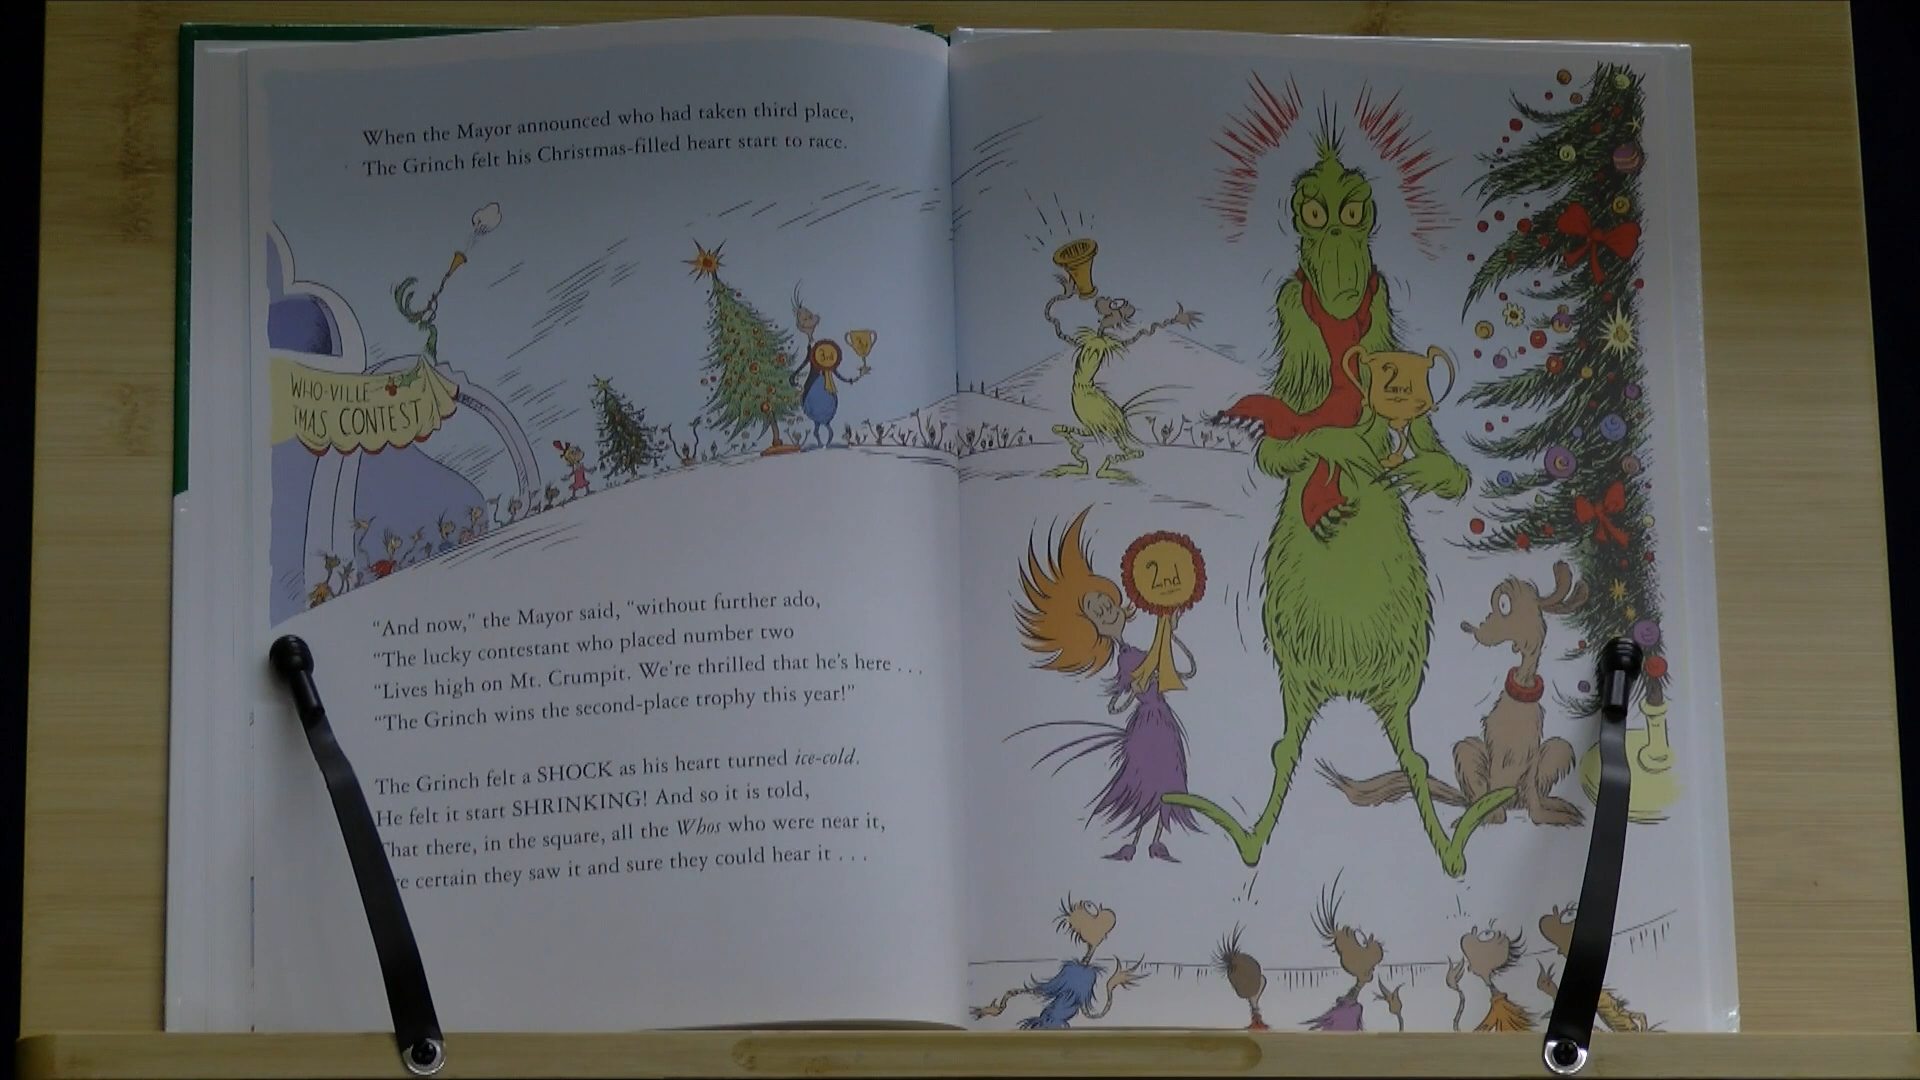 When the Mayor announced who had taken third place,
The Grinch felt his Christmas-filled heart start to race.
WHO-VILLE
MAS CONTEST
3rd
“And now,” the Mayor said, “without further ado,
“The lucky contestant who placed number two
“Lives high on Mt. Crumpit. We’re thrilled that he’s here . . .
“The Grinch wins the second-place trophy this year!”
The Grinch felt a SHOCK as his heart turned ice-cold.
He felt it start SHRINKING! And so it is told,
That there, in the square, all the Whos who were near it,
certain they saw it and sure they could hear it . . .
2nd
2nd